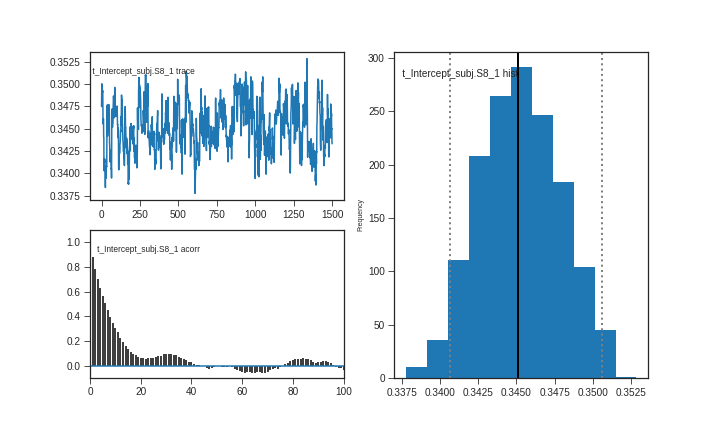 t_Intercept_subj.S8_1 trace
0.3525
0.3500
0.3475
0.3450
0.3425
0.3400
0.3375
0 250 500 750 1000 1250 1500
t_Intercept_subj.S8_1 acorr
1.0
0.8
0.6
0.4
0.2
0.0
0 20 40 60 80 100
t_Intercept_subj.S8_1 hist
Frequency
300
250
200
150
100
50
0
0.3375 0.3400 0.3425 0.3450 0.3475 0.3500 0.3525